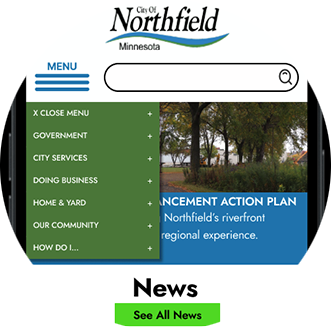 City Of
Northfield
Minnesota
MENU
X CLOSE MENU +
GOVERNMENT +
CITY SERVICES +
DOING BUSINESS +
HOME & YARD +
OUR COMMUNITY +
HOW DO I... +
ANCEMENT ACTION PLAN
Northfield's riverfront
regional experience.
News
See All News